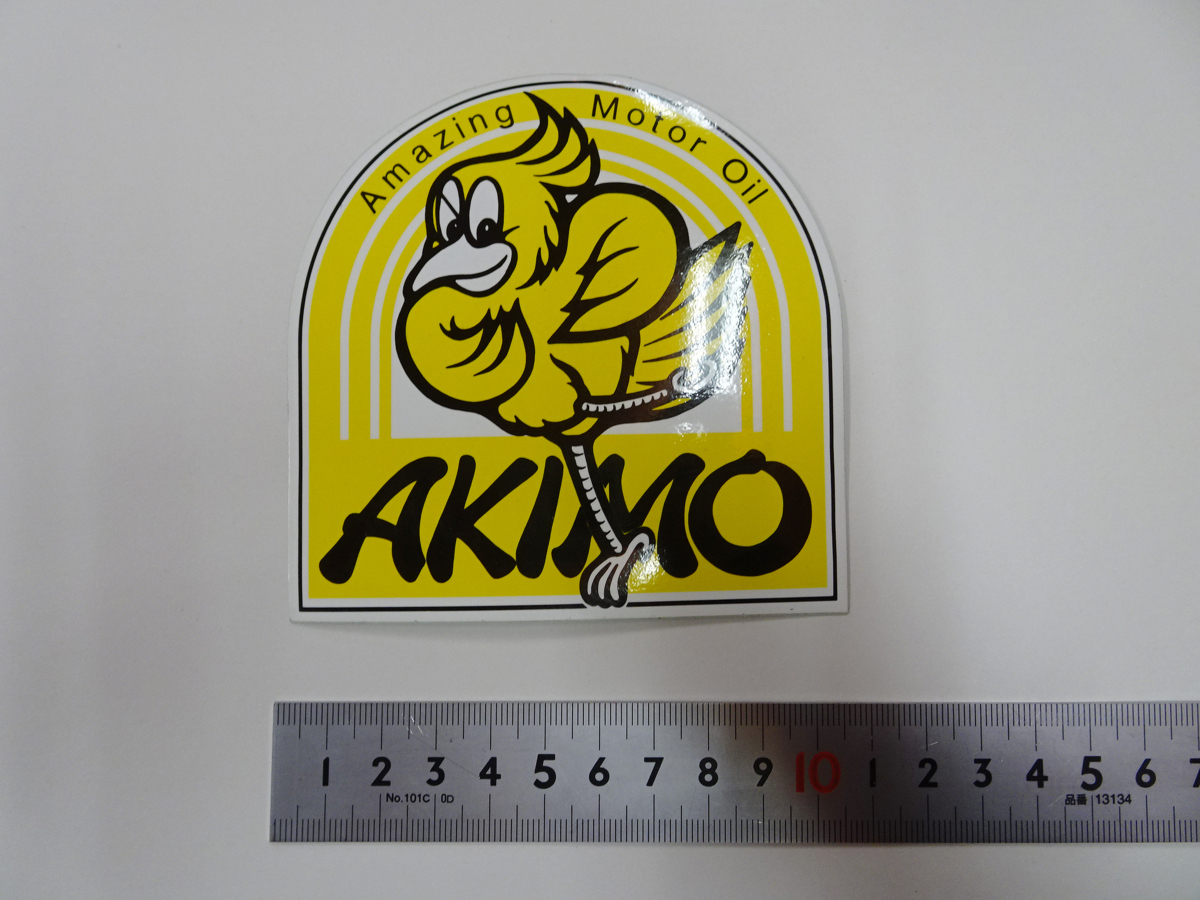 Amazing Motor Oil
AKIMO
1 2 3 4 5 6 7 8 9 10 1 2 3 4 5 6 7
No.101C 0D 品番 13134